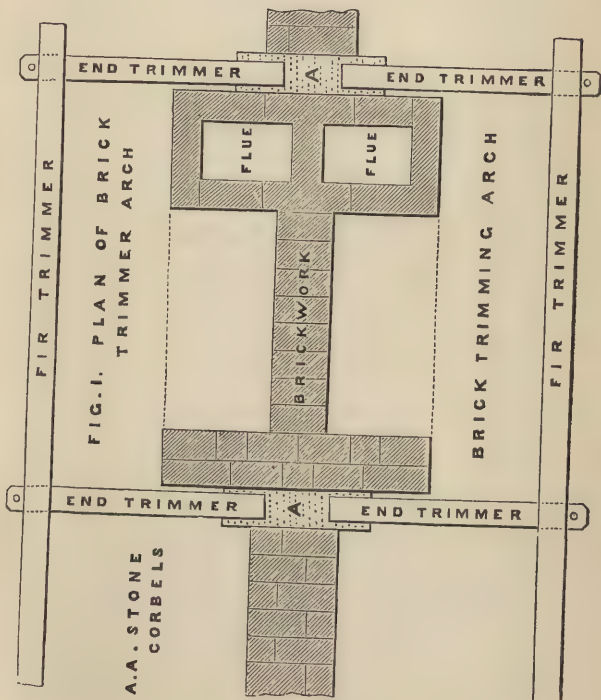 END TRIMMER
A
END TRIMMER
FLUE
FLUE
FIR TRIMMER
FIG. 1. PLAN OF BRICK
TRIMMER ARCH
BRICKWORK
BRICK TRIMMING ARCH
FIR TRIMMER
END TRIMMER
A
END TRIMMER
A.A. STONE
CORBELS